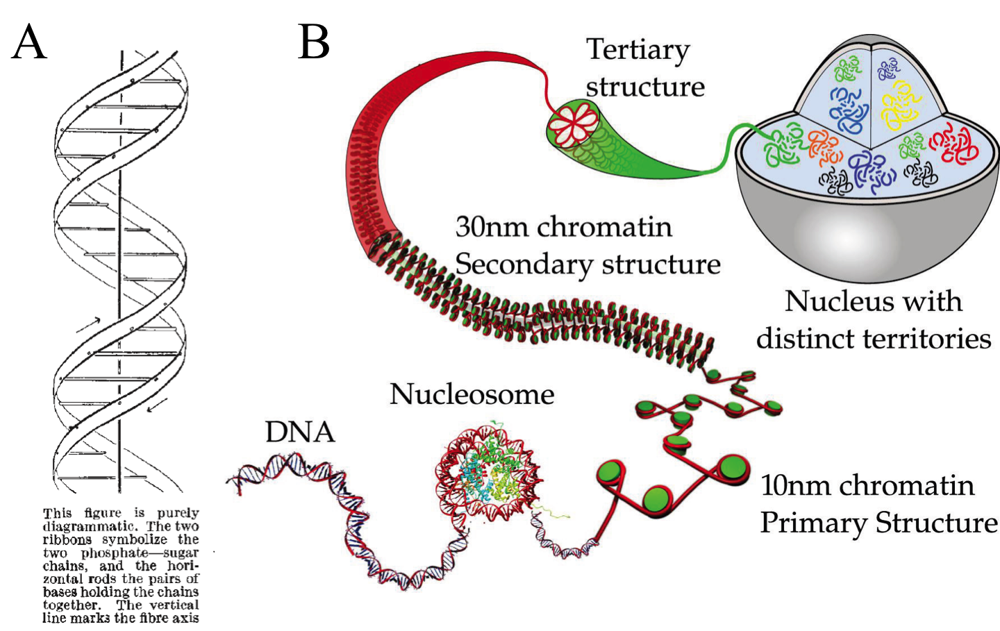 A
B
Tertiary
structure
30nm chromatin
Secondary structure
Nucleus with
distinct territories
Nucleosome
DNA
10nm chromatin
Primary Structure
This figure is purely
diagrammatic. The two
ribbons symbolize the
two phosphate—sugar
chains, and the hori-
zontal rods the pairs of
bases holding the chains
together. The vertical
line marks the fibre axis